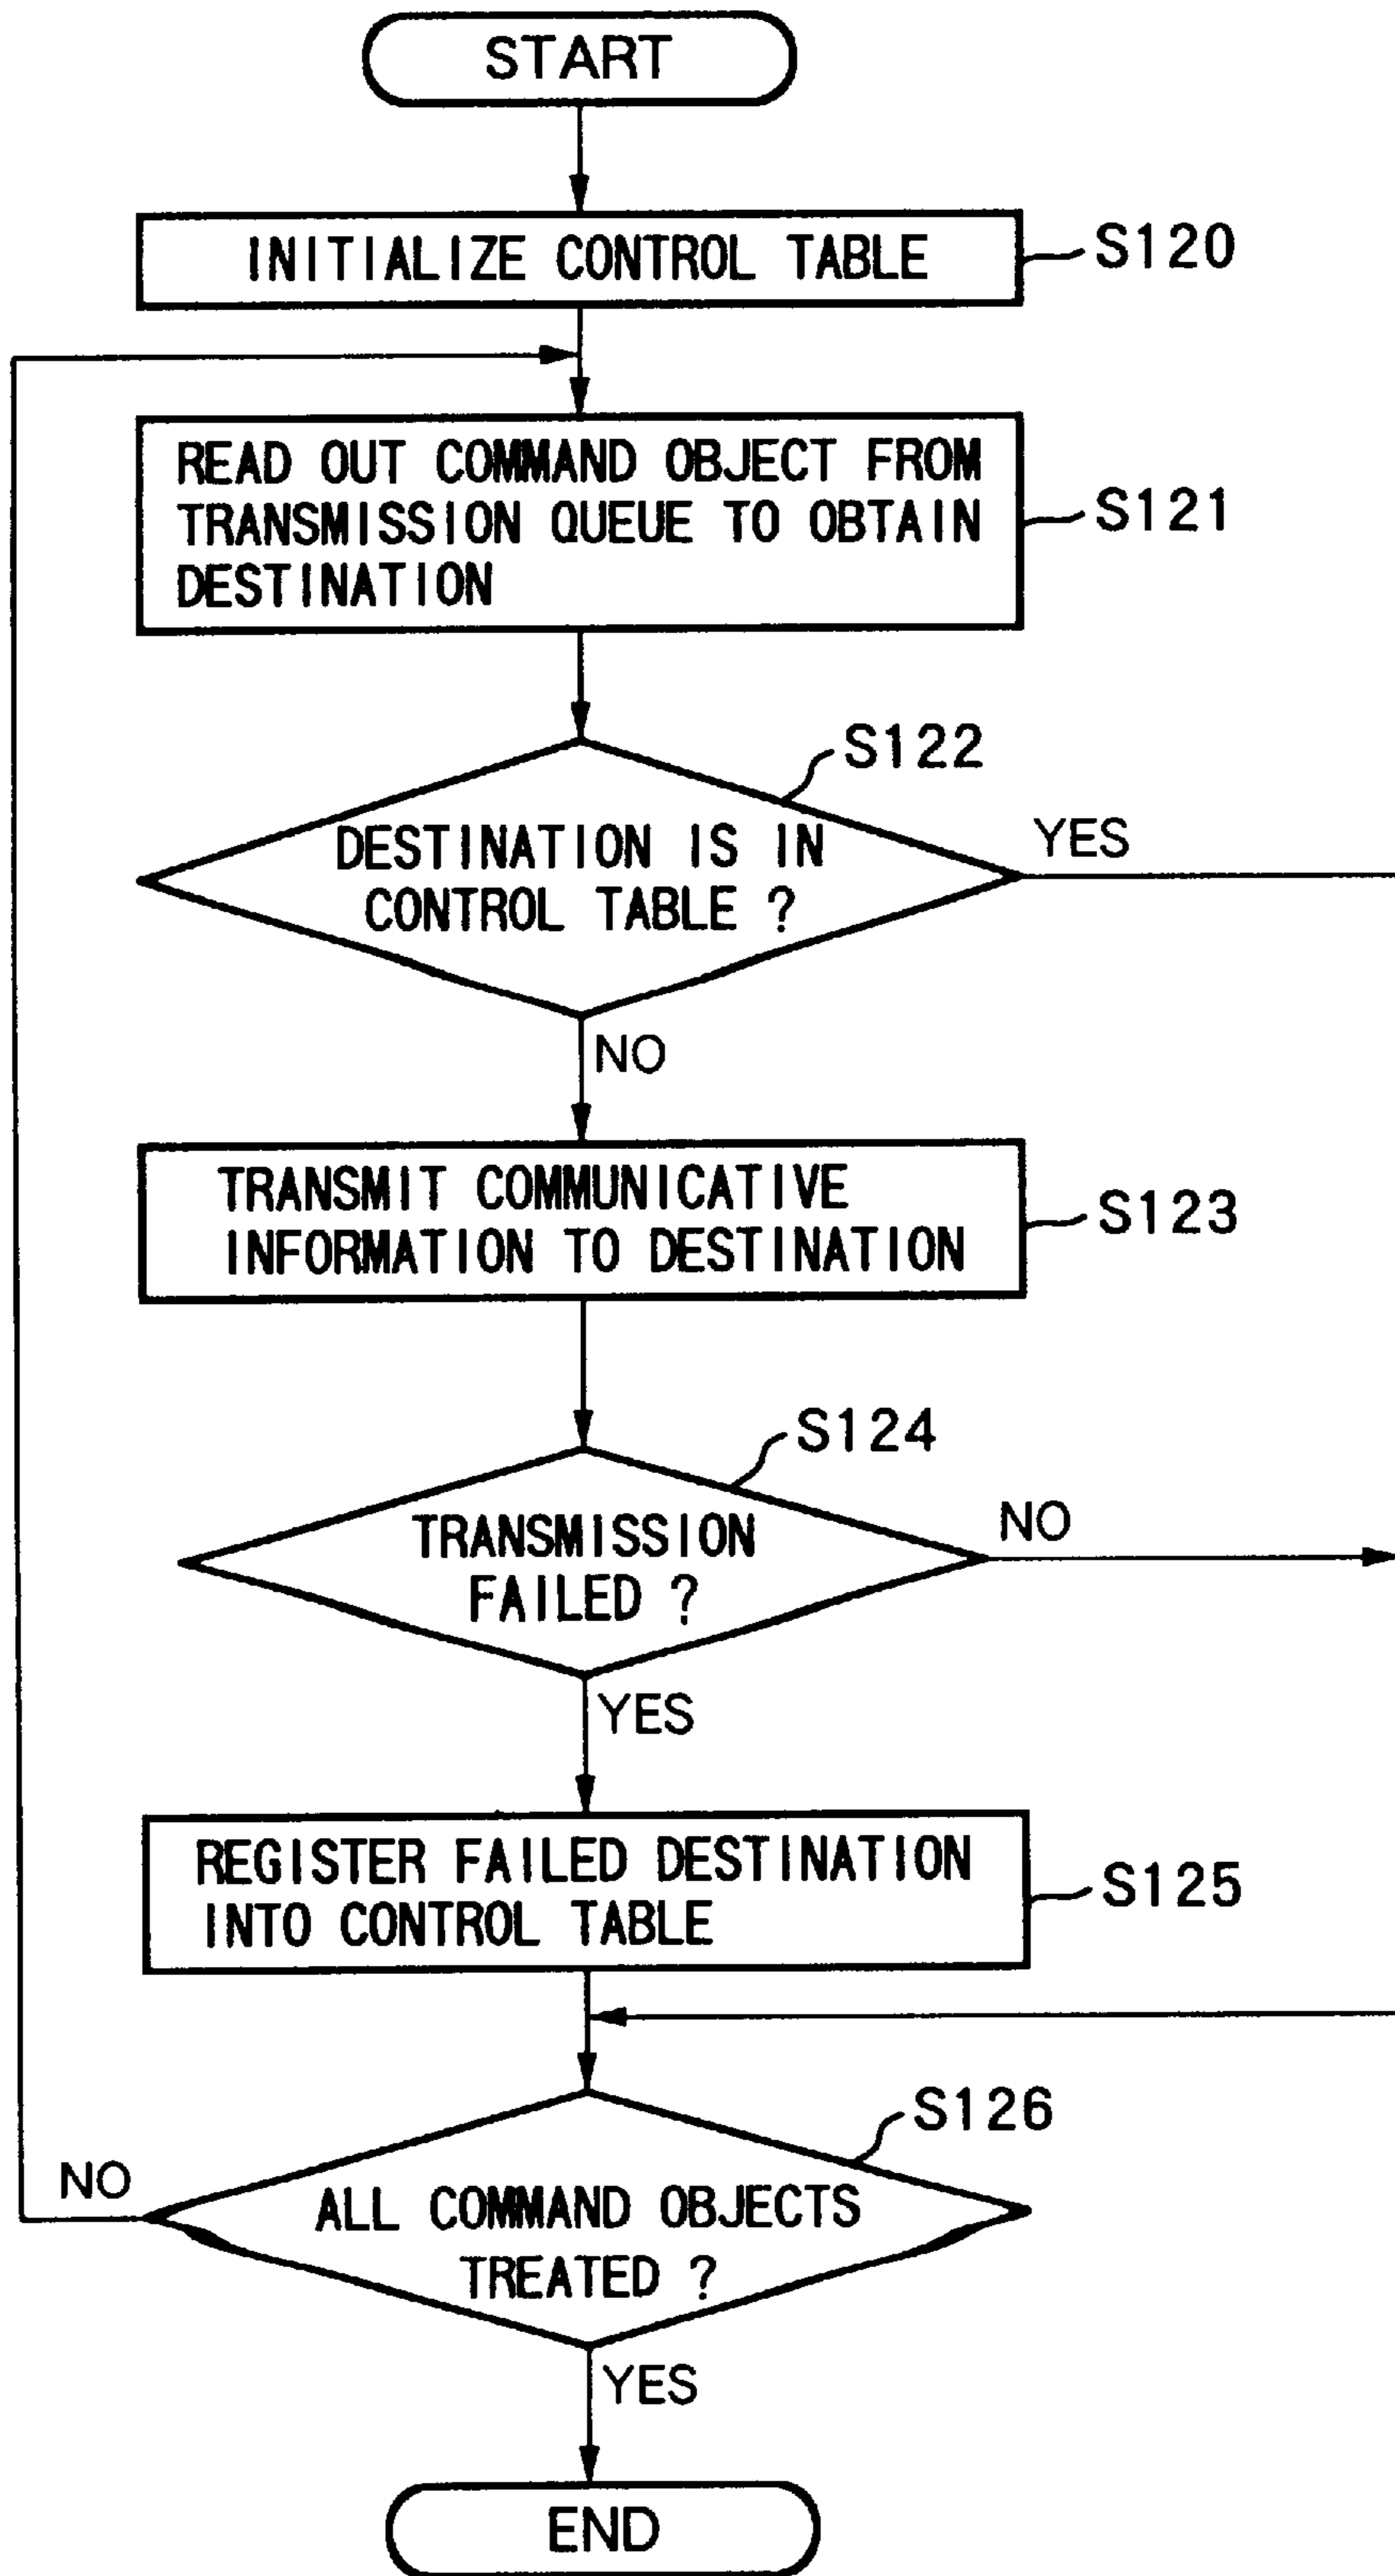 START
INITIALIZE CONTROL TABLE
S120
READ OUT COMMAND OBJECT FROM
TRANSMISSION QUEUE TO OBTAIN
DESTINATION
S121
S122
DESTINATION IS IN
CONTROL TABLE ?
YES
NO
TRANSMIT COMMUNICATIVE
INFORMATION TO DESTINATION
S123
S124
TRANSMISSION
FAILED ?
NO
YES
REGISTER FAILED DESTINATION
INTO CONTROL TABLE
S125
S126
NO
ALL COMMAND OBJECTS
TREATED ?
YES
END